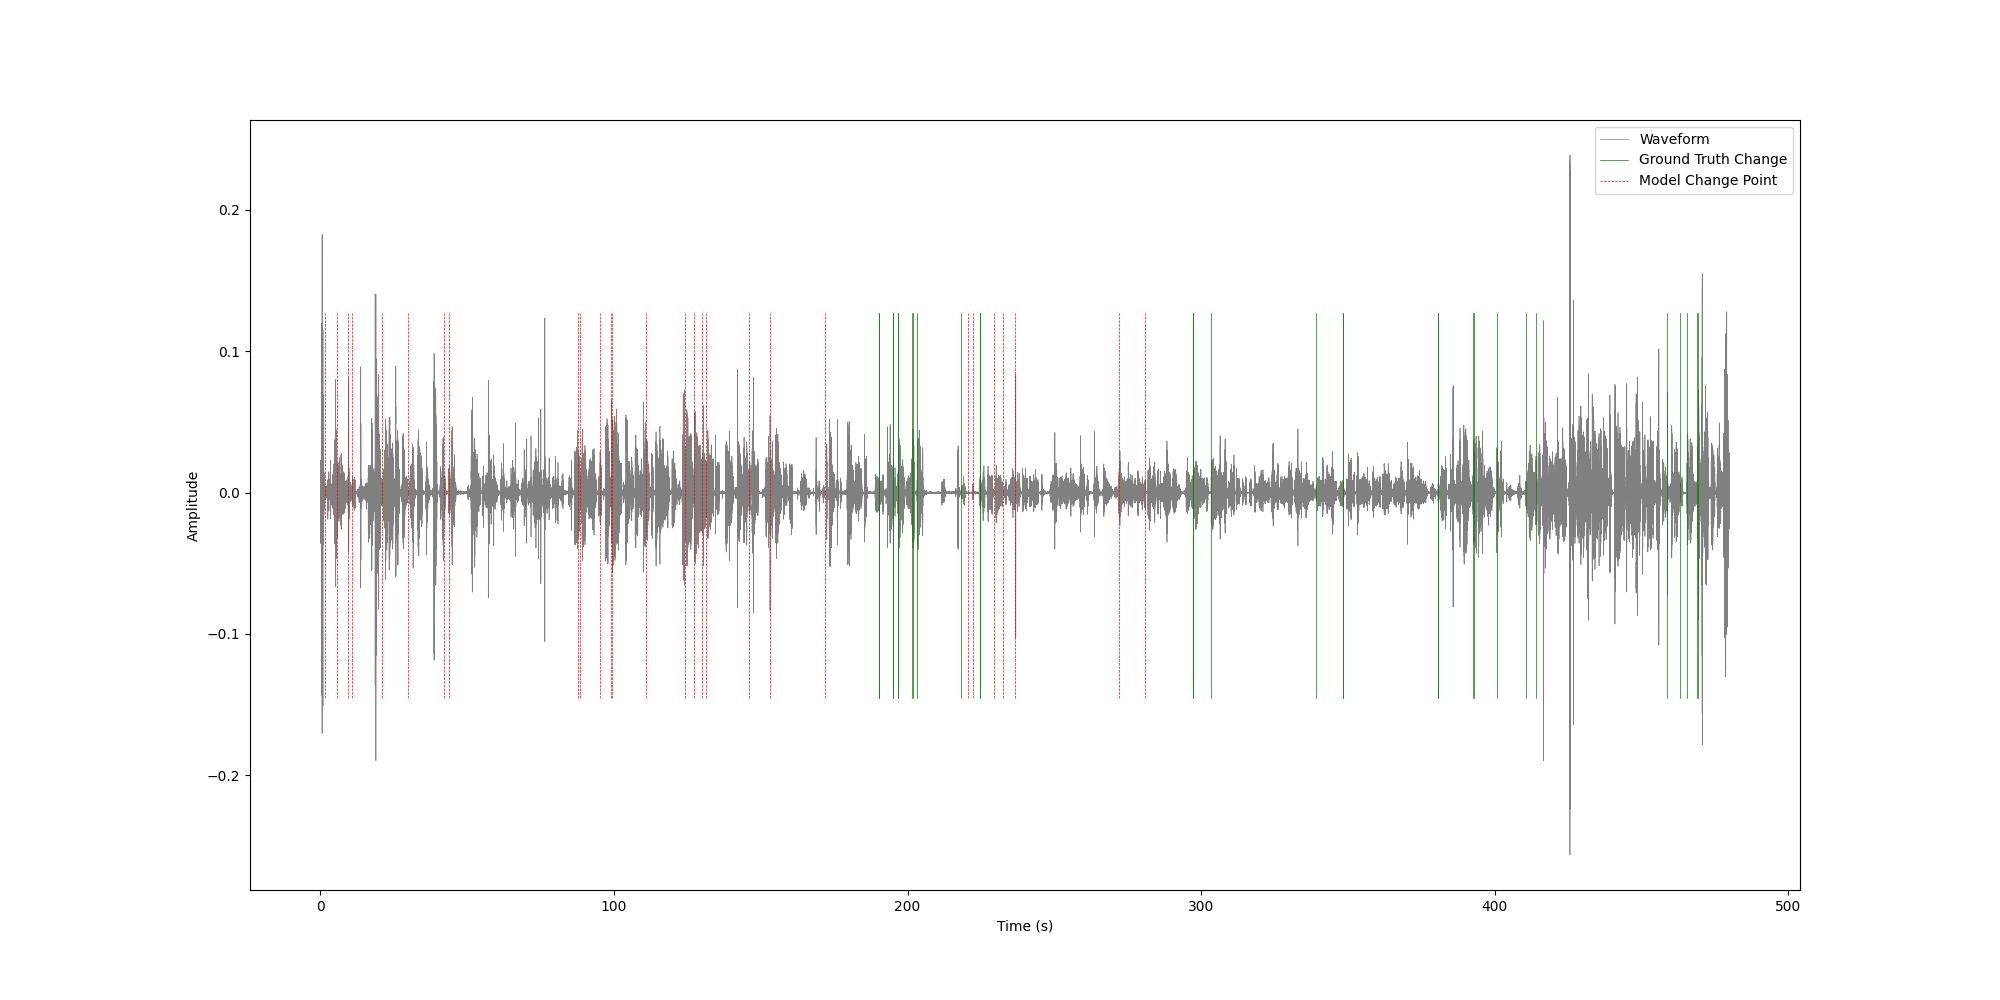 Waveform
Ground Truth Change
Model Change Point
0.2
0.1
0.0
−0.1
−0.2
Amplitude
0 100 200 300 400 500
Time (s)